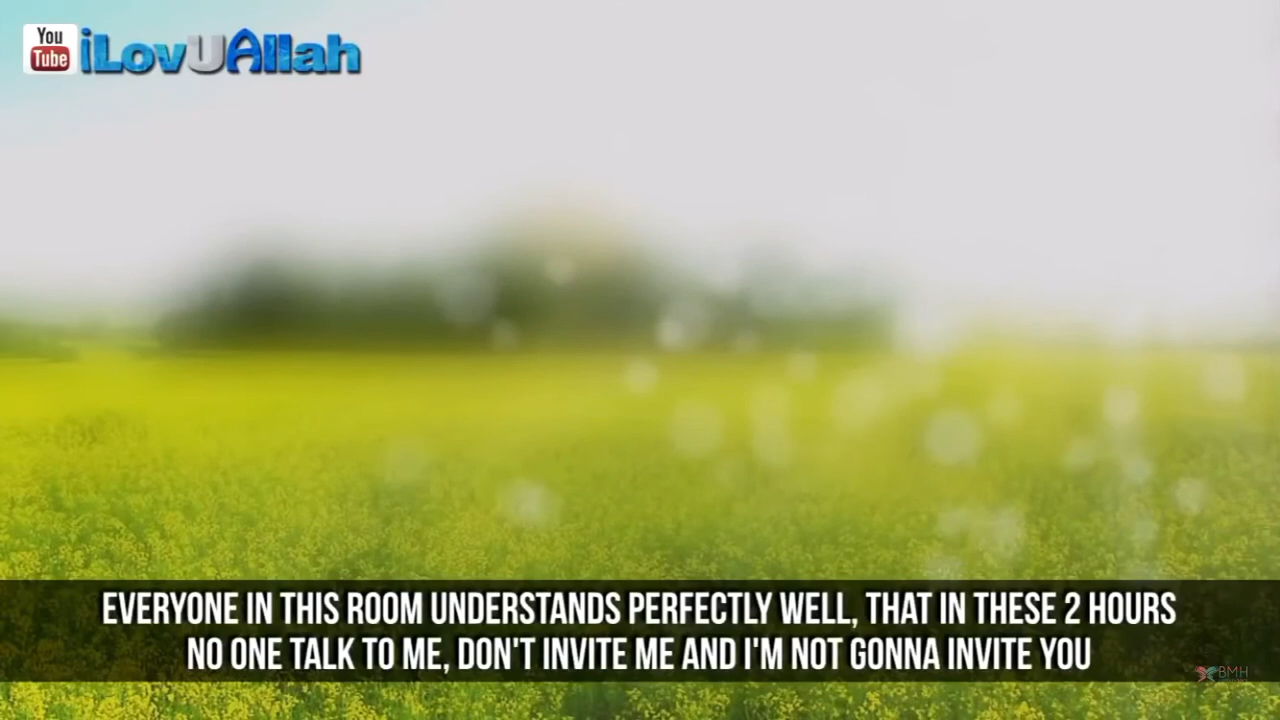 You
Tube
iLovUAllah
EVERYONE IN THIS ROOM UNDERSTANDS PERFECTLY WELL, THAT IN THESE 2 HOURS
NO ONE TALK TO ME, DON'T INVITE ME AND I'M NOT GONNA INVITE YOU
BMH